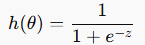 h(θ) = 1 / (1 + e^{-z})